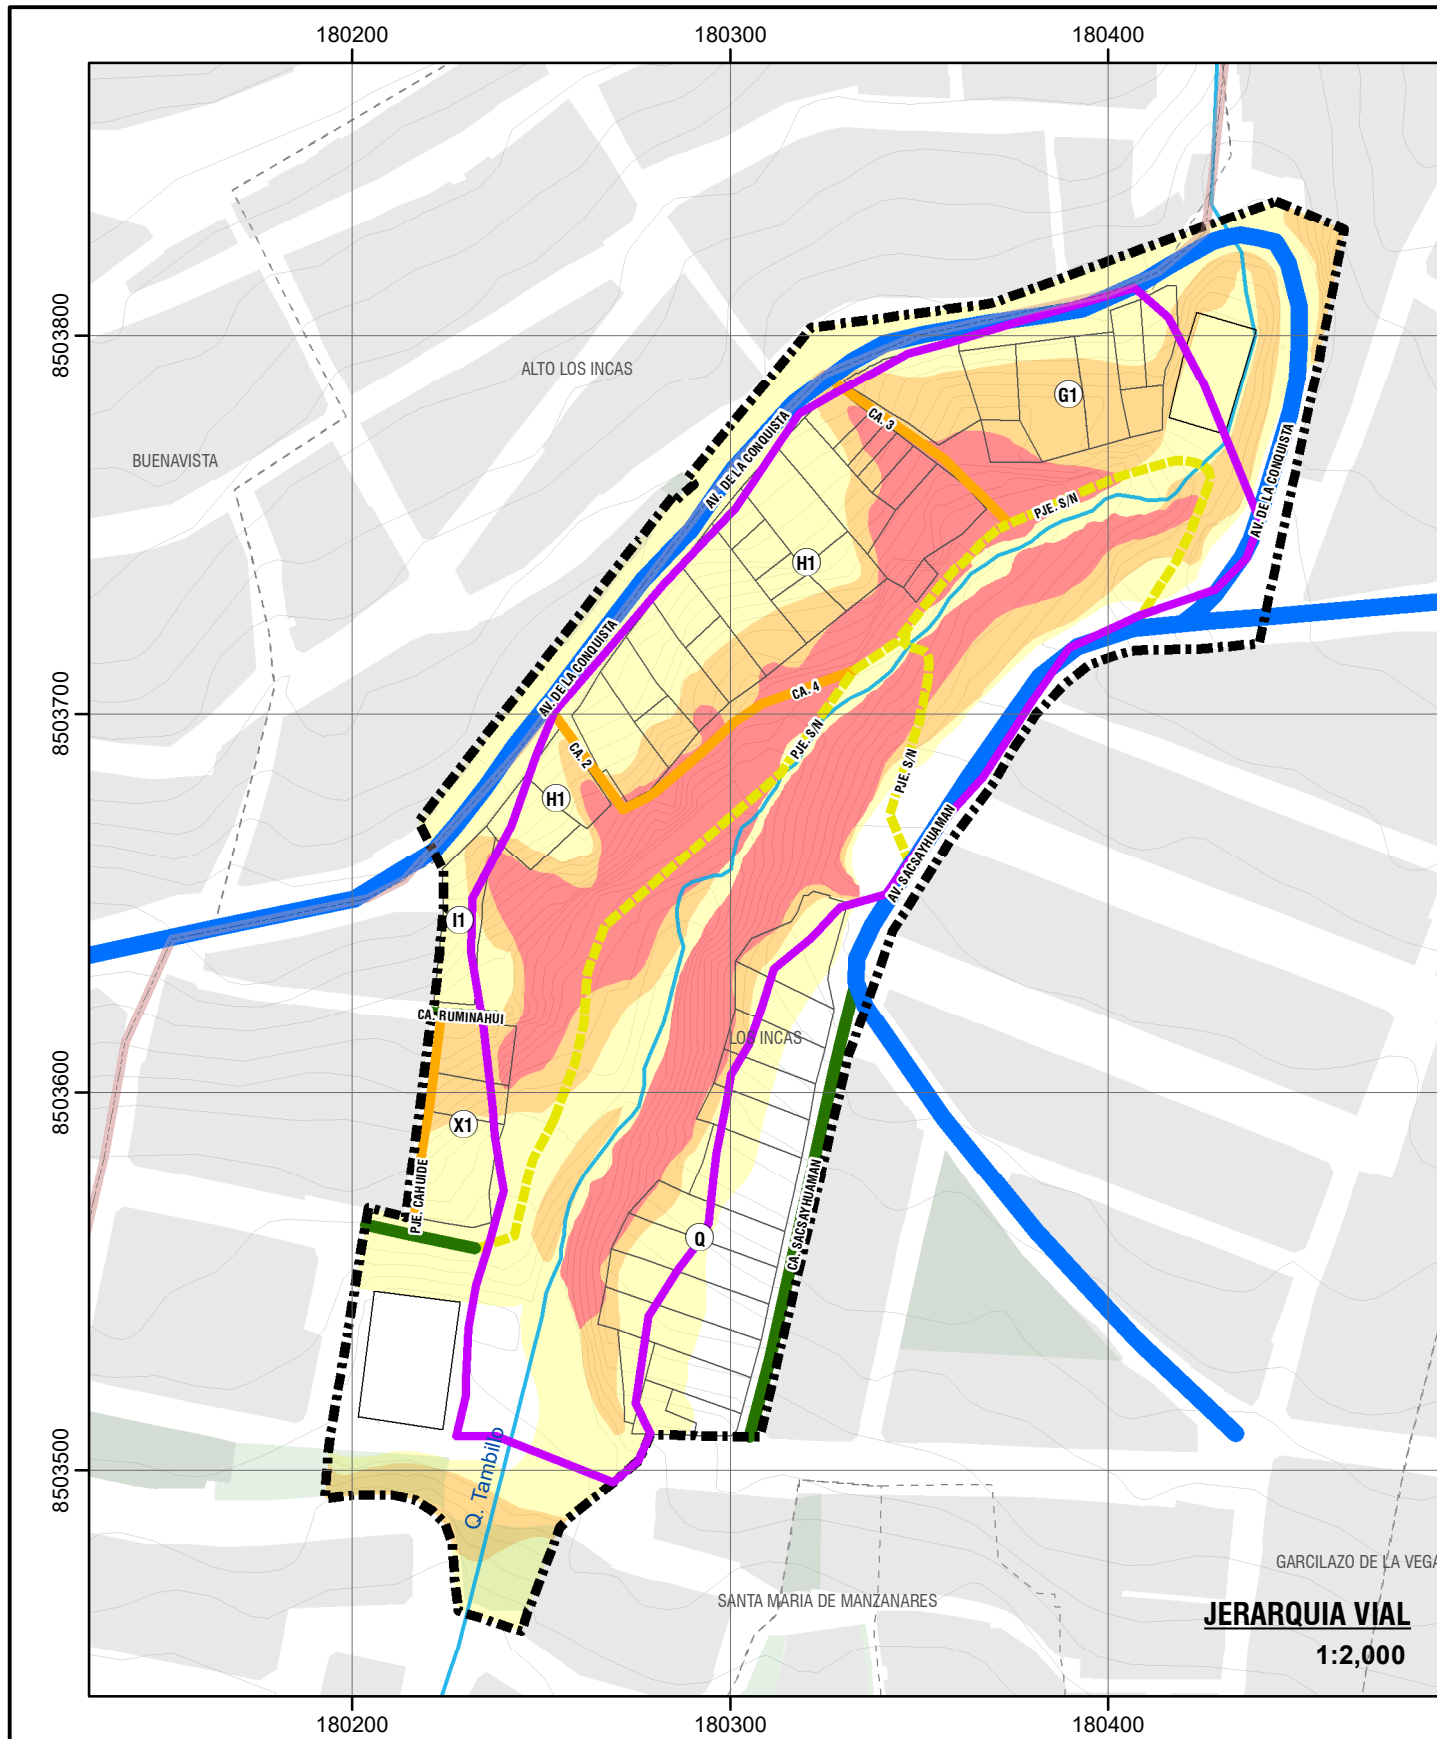 180200
180300
180400
8503800
ALTO LOS INCAS
BUENAVISTA
G1
CA. 3
AV. DE LA CONQUISTA
AV. DE LA CONQUISTA
PJE. S/N
H1
AV. DE LA CONQUISTA
8503700
CA. 4
PJE. S/N
CA. 2
PJE. S/N
H1
AV. SACSAYHUAMAN
I1
CA. RUMINAHUI
LOS INCAS
8503600
X1
PJE. CAHUIDE
CA. SACSAYHUAMAN
Q
8503500
Q. Tambillo
GARCILAZO DE LA VEGA
SANTA MARIA DE MANZANARES
JERARQUIA VIAL
1:2,000
180200
180300
180400